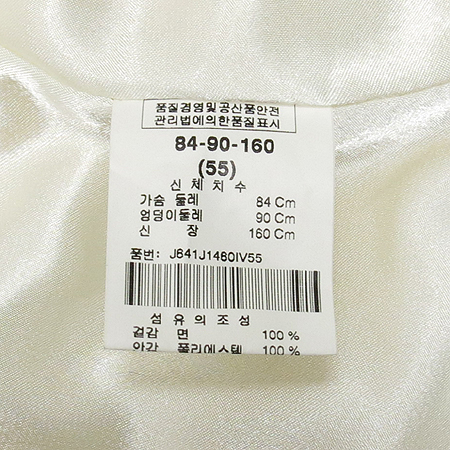 품질경영및공산품안전
관리법에의한품질표시
84-90-160
(55)
신 체 치 수
가슴 둘레 84 Cm
엉덩이둘레 90 Cm
신 장 160 Cm
품번: J641J1480IV55
섬 유 의 조 성
겉감 면 100 %
안감 폴리에스텔 100 %